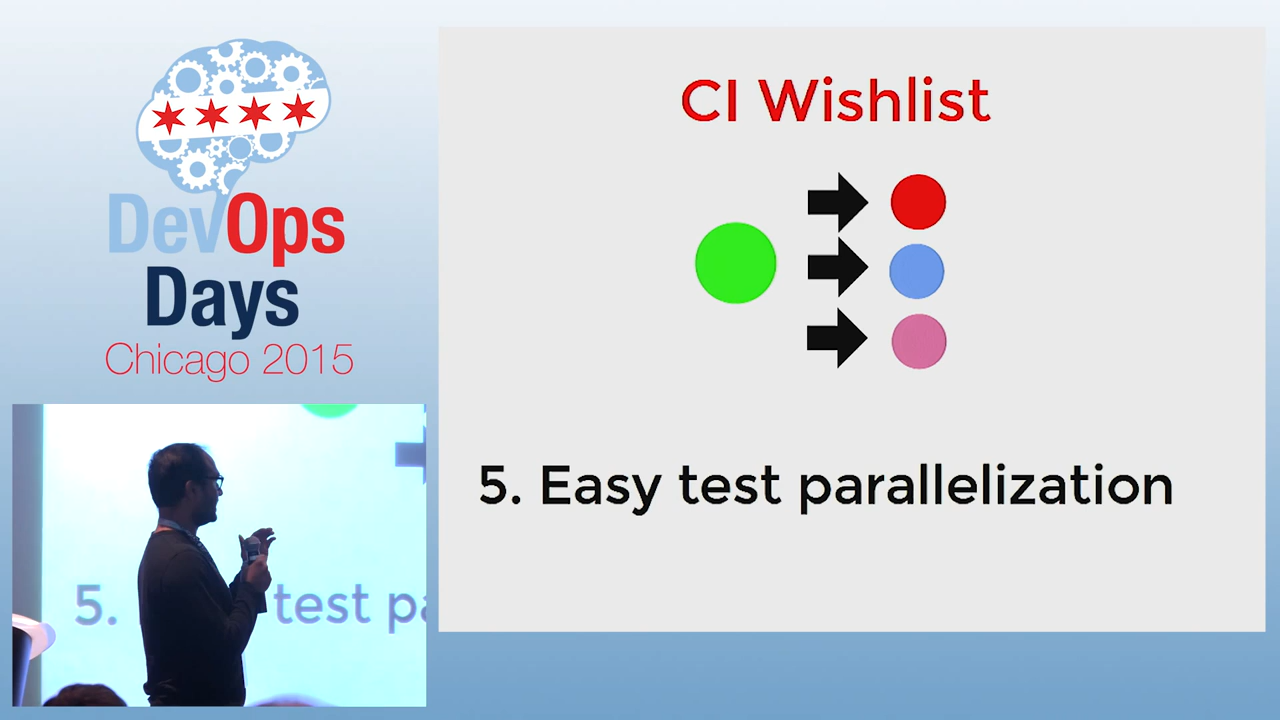 DevOps
Days
Chicago 2015
CI Wishlist
5. Easy test parallelization
5. test pa